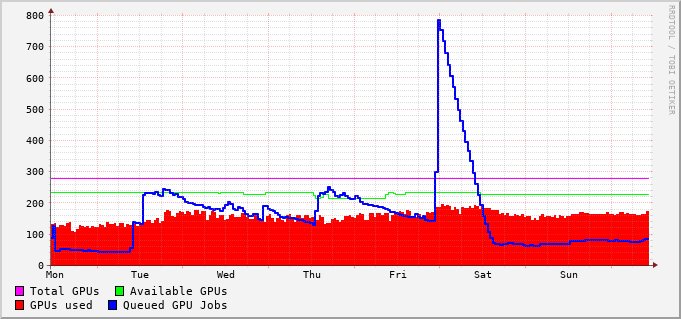 800
700
600
500
400
300
200
100
0
Mon Tue Wed Thu Fri Sat Sun
Total GPUs Available GPUs
GPUs used Queued GPU Jobs
RRDTOOL / TOBI OETIKER